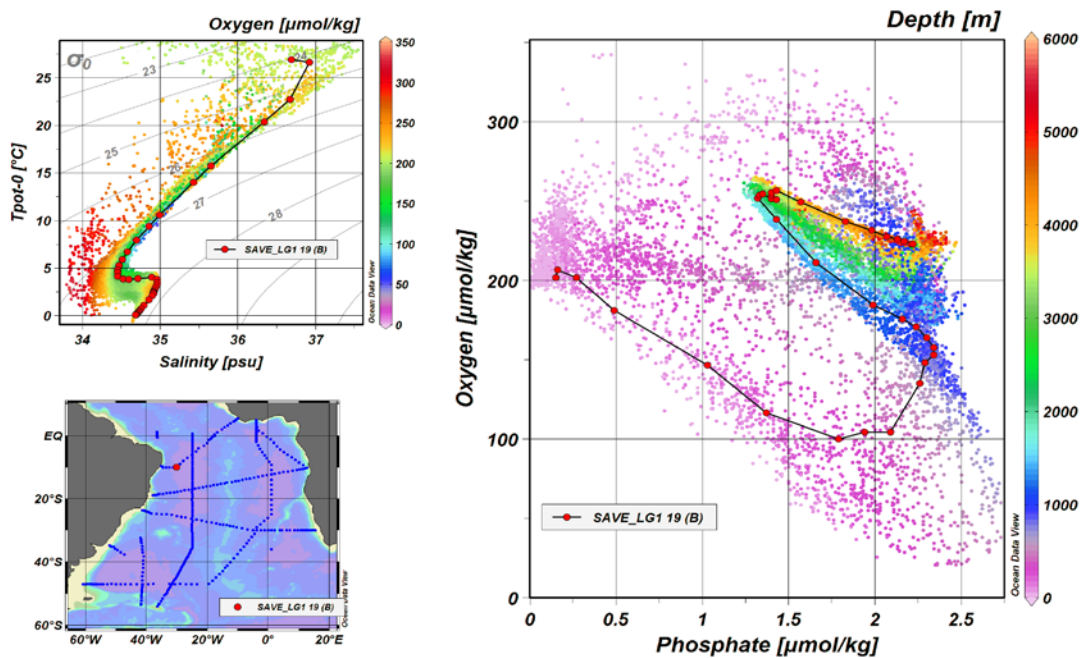 Oxygen [µmol/kg]
σ0
23
24
25
26
27
28
Tpot-0 [°C]
25
20
15
10
5
0
34
35
36
37
Salinity [psu]
SAVE_LG1 19 (B)
350
300
250
200
150
100
50
0
Ocean Data View
EQ
20°S
40°S
60°S
60°W
40°W
20°W
0°E
20°E
SAVE_LG1 19 (B)
Ocean Data View
Depth [m]
Oxygen [µmol/kg]
300
200
100
0
0
0.5
1
1.5
2
2.5
Phosphate [µmol/kg]
SAVE_LG1 19 (B)
6000
5000
4000
3000
2000
1000
0
Ocean Data View